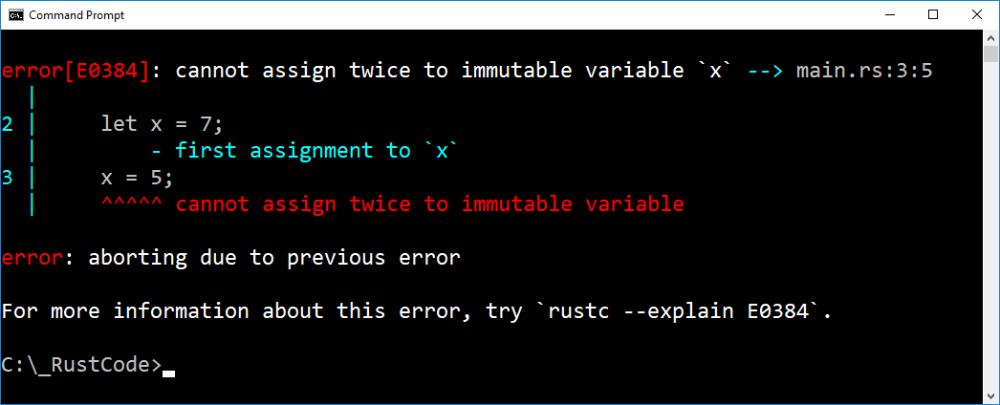 Command Prompt
error[E0384]: cannot assign twice to immutable variable `x` --> main.rs:3:5
  |
2 |     let x = 7;
  |         - first assignment to `x`
3 |     x = 5;
  |     ^^^^^ cannot assign twice to immutable variable
error: aborting due to previous error
For more information about this error, try `rustc --explain E0384`.
C:\_RustCode>